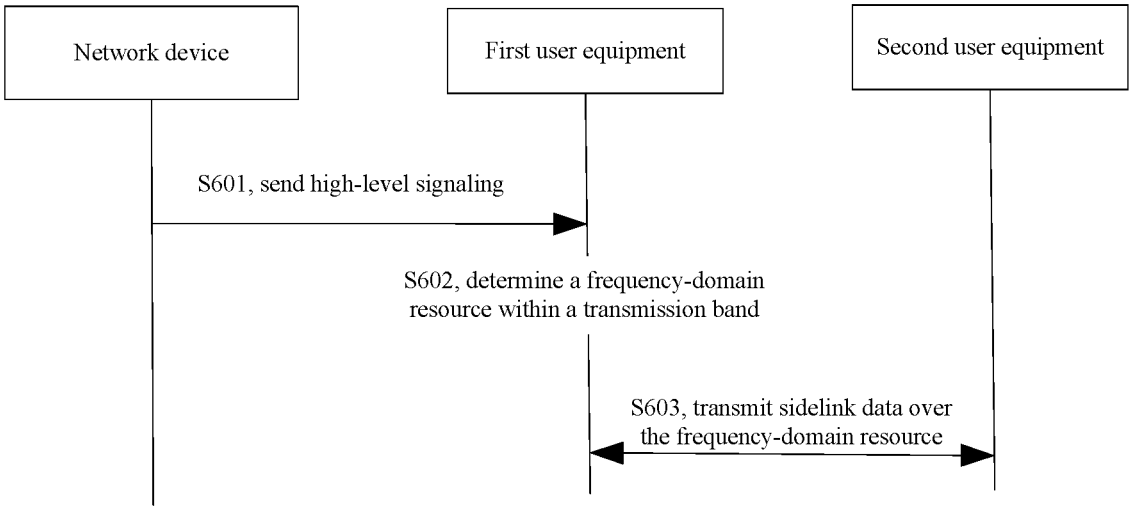 Network device
First user equipment
Second user equipment
S601, send high-level signaling
S602, determine a frequency-domain
resource within a transmission band
S603, transmit sidelink data over
the frequency-domain resource